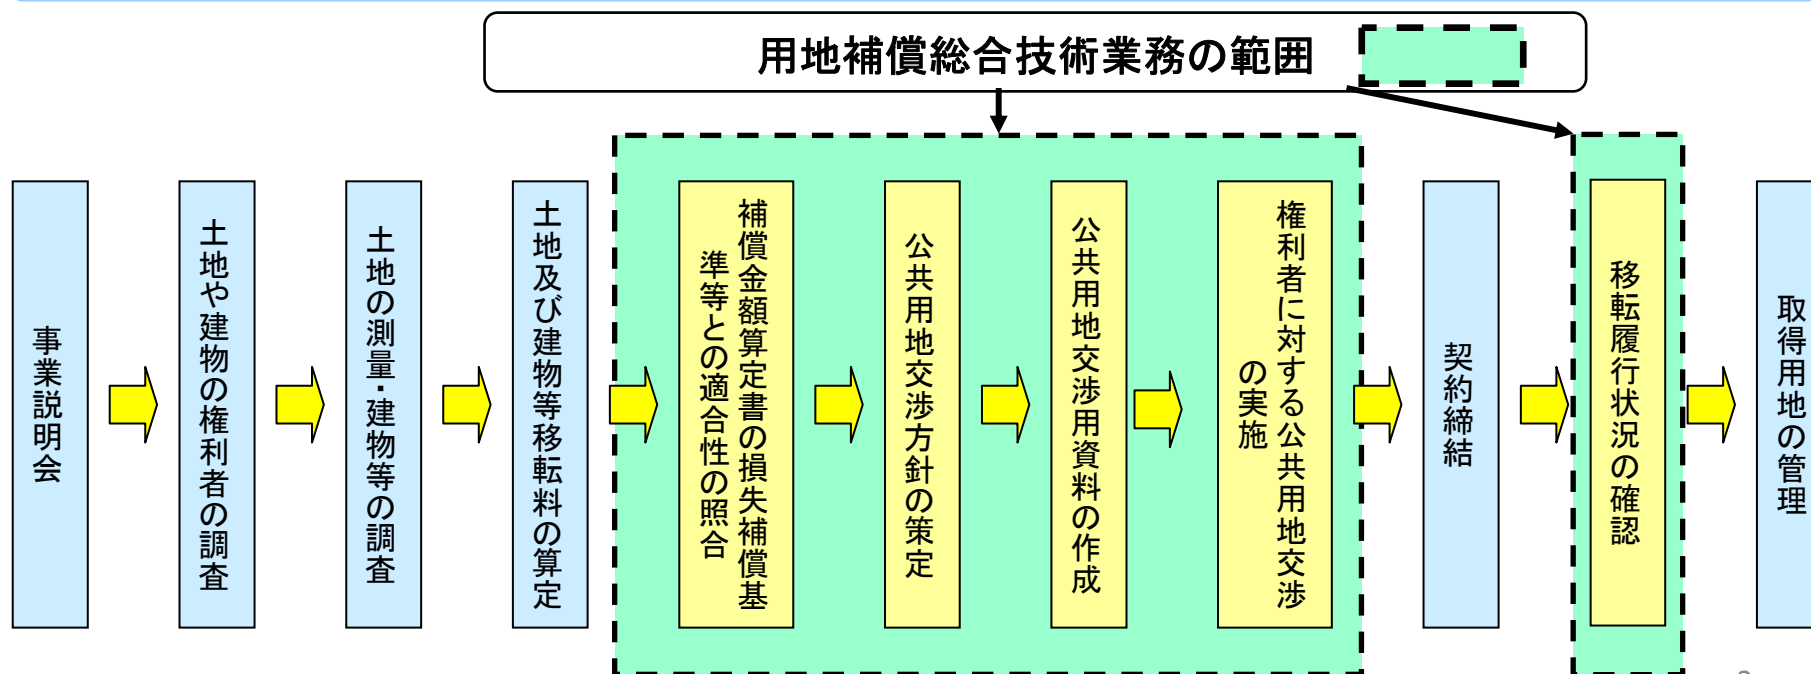 用地補償総合技術業務の範囲
事業説明会
土地や建物の権利者の調査
土地の測量・建物等の調査
土地及び建物等移転料の算定
補償金額算定書の損失補償基
準等との適合性の照合
公共用地交渉方針の策定
公共用地交渉用資料の作成
権利者に対する公共用地交渉
の実施
契約締結
移転履行状況の確認
取得用地の管理